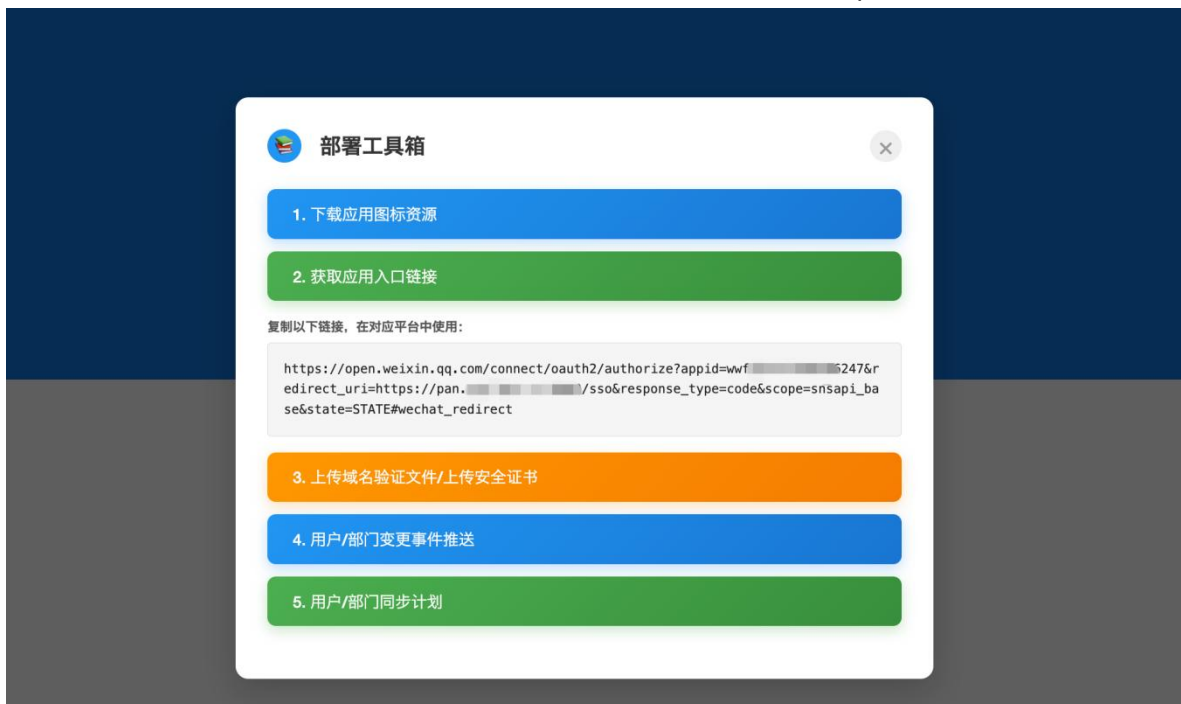 部署工具箱
1. 下载应用图标资源
2. 获取应用入口链接
复制以下链接，在对应平台中使用：
https://open.weixin.qq.com/connect/oauth2/authorize?appid=wwf 6247&r
edirect_uri=https://pan. /sso&response_type=code&scope=snsapi_ba
se&state=STATE#wechat_redirect
3. 上传域名验证文件/上传安全证书
4. 用户/部门变更事件推送
5. 用户/部门同步计划